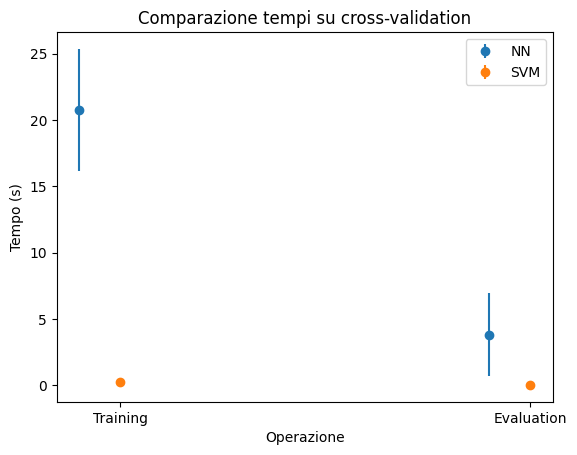 Comparazione tempi su cross-validation
NN
SVM
Tempo (s)
25
20
15
10
5
0
Training
Evaluation
Operazione